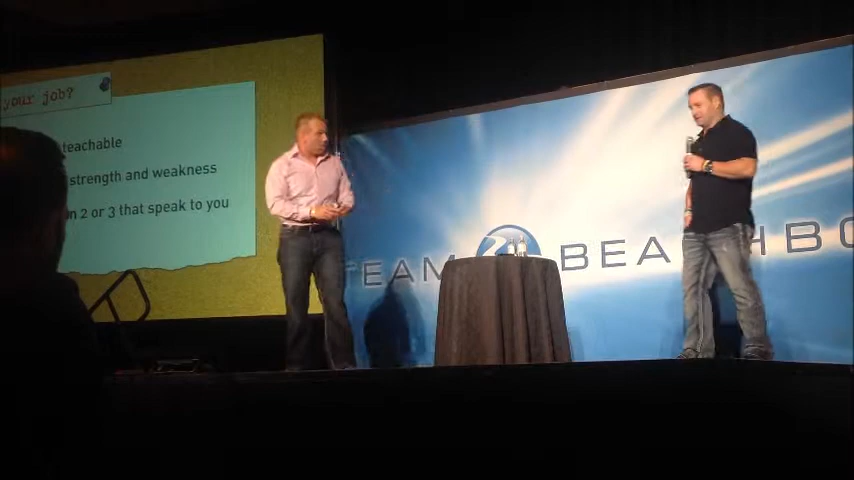 your job?
teachable
strength and weakness
n 2 or 3 that speak to you
TEAM BEACHBO